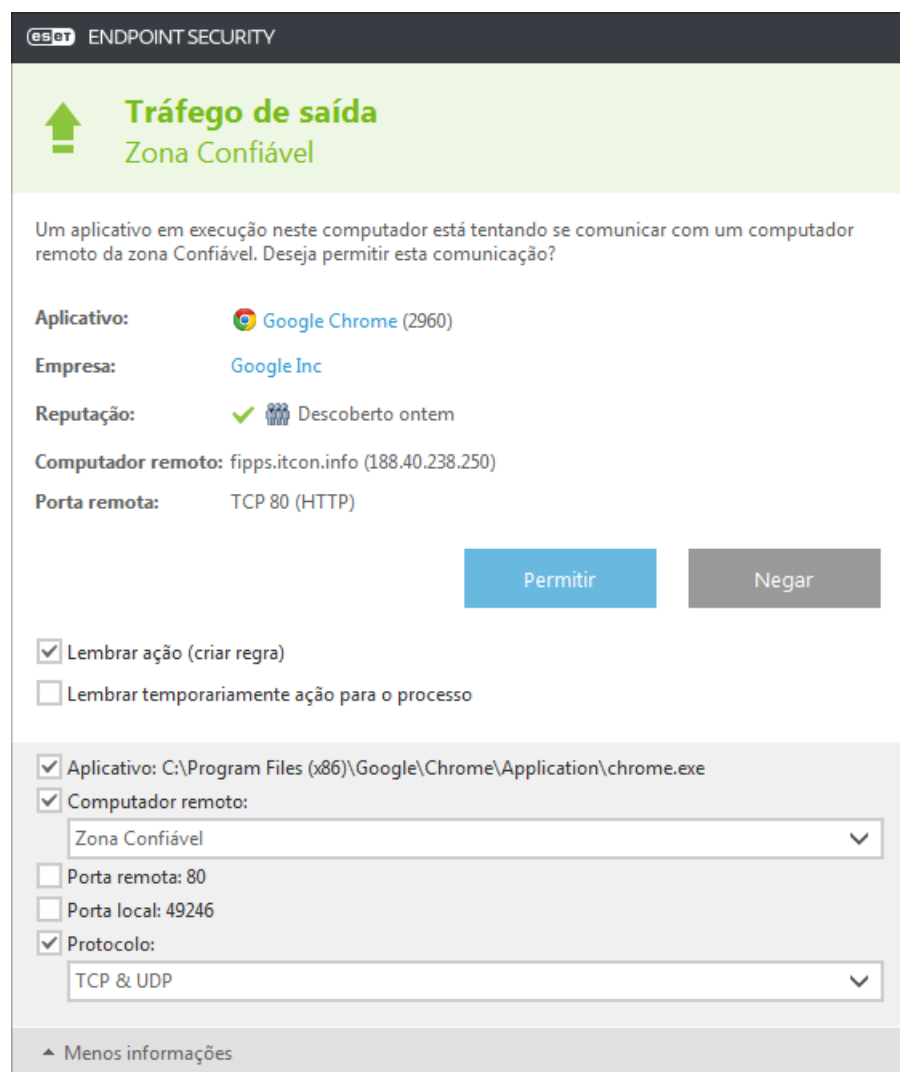 eset ENDPOINT SECURITY
Tráfego de saída
Zona Confiável
Um aplicativo em execução neste computador está tentando se comunicar com um computador
remoto da zona Confiável. Deseja permitir esta comunicação?
Aplicativo: Google Chrome (2960)
Empresa: Google Inc
Reputação: Descoberto ontem
Computador remoto: fipps.itcon.info (188.40.238.250)
Porta remota: TCP 80 (HTTP)
Permitir Negar
Lembrar ação (criar regra)
Lembrar temporariamente ação para o processo
Aplicativo: C:\Program Files (x86)\Google\Chrome\Application\chrome.exe
Computador remoto:
Zona Confiável
Porta remota: 80
Porta local: 49246
Protocolo:
TCP & UDP
Menos informações